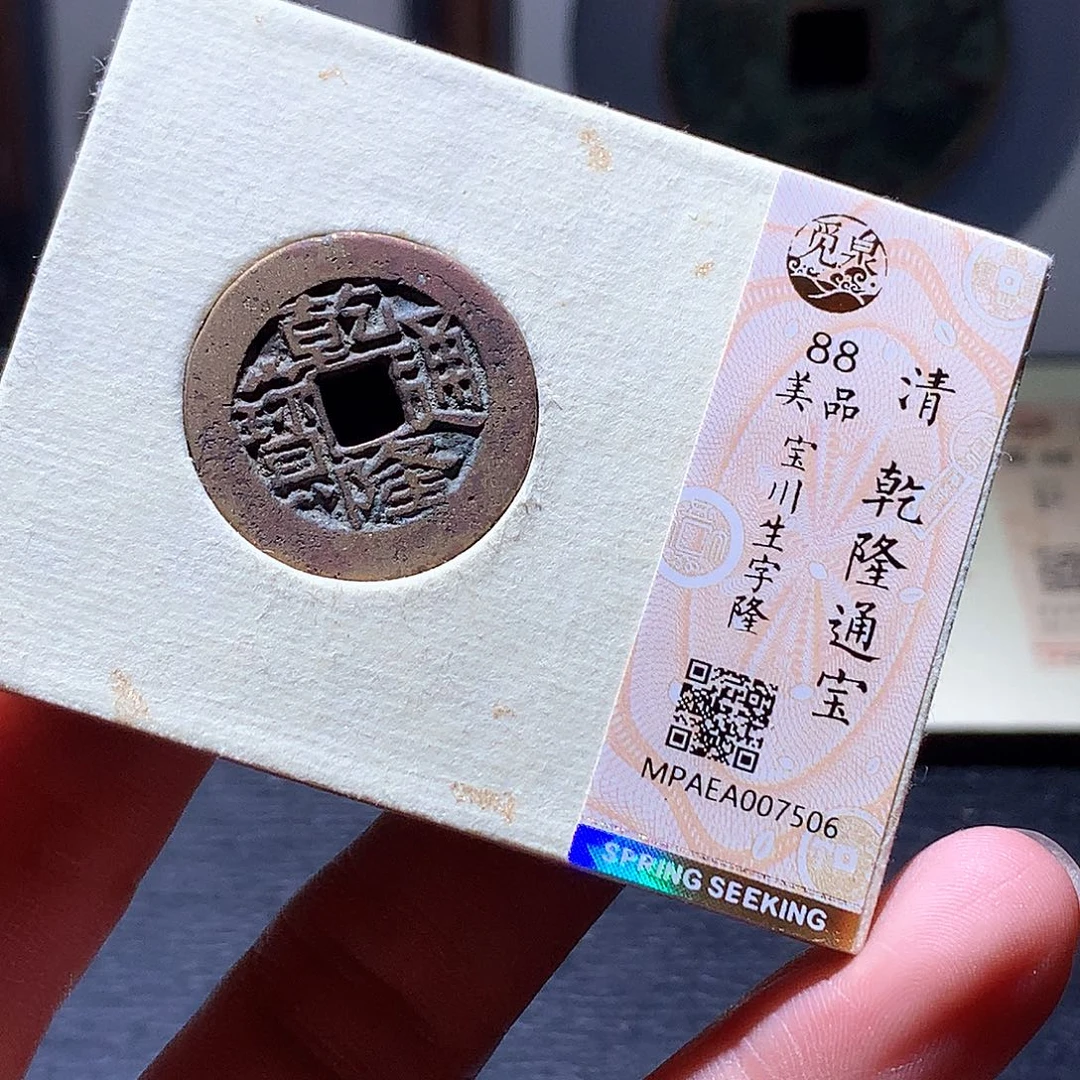 乾隆通寶
觅泉
88
美品
宝川生字隆
清
乾隆通宝
MPAEA007506
SPRING SEEKING